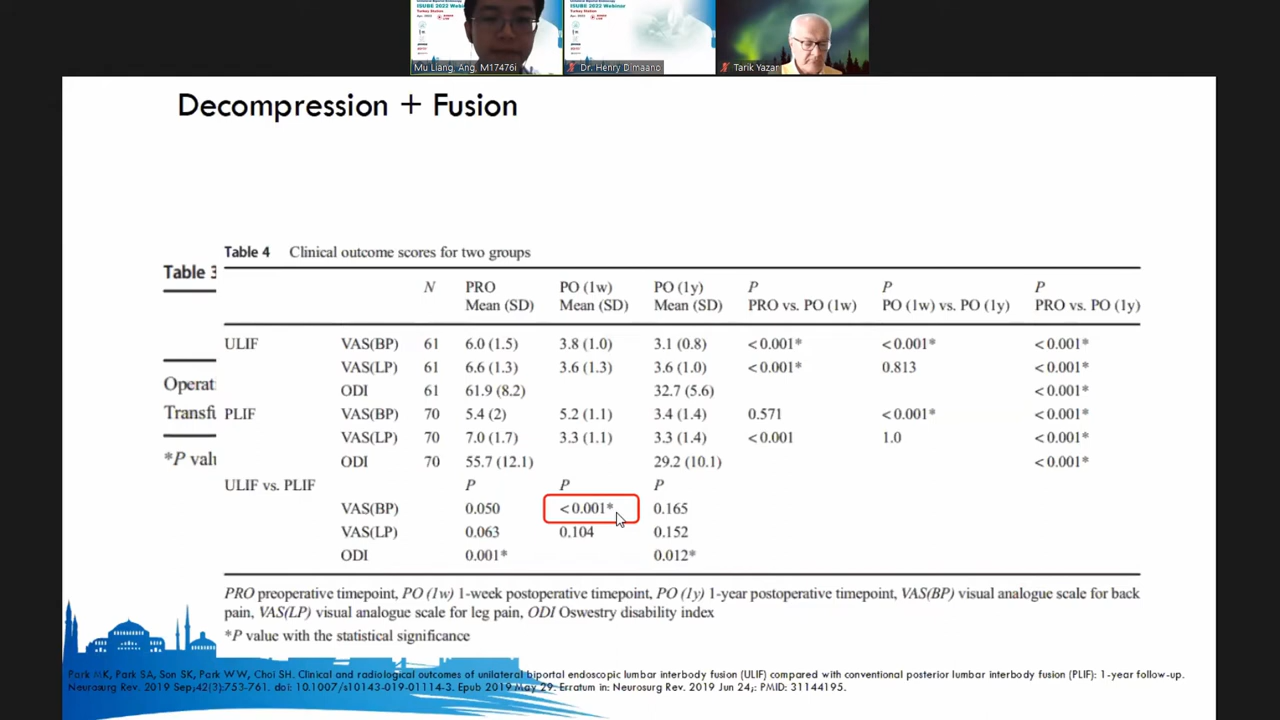 ISUBE 2022 Webinar
Turkey Station
ISUBE 2022 Webinar
Turkey Station
Mu Liang, Ang, M17476i
Dr. Henry Dimaano
Tarik Yazar
Decompression + Fusion
Table 3
Operat
Transfu
*P valu
Table 4 Clinical outcome scores for two groups
N PRO PO (1w) PO (1y) P P P
Mean (SD) Mean (SD) Mean (SD) PRO vs. PO (1w) PO (1w) vs. PO (1y) PRO vs. PO (1y)
ULIF VAS(BP) 61 6.0 (1.5) 3.8 (1.0) 3.1 (0.8) <0.001* <0.001* <0.001*
VAS(LP) 61 6.6 (1.3) 3.6 (1.3) 3.6 (1.0) <0.001* 0.813 <0.001*
ODI 61 61.9 (8.2) 32.7 (5.6) <0.001*
PLIF VAS(BP) 70 5.4 (2) 5.2 (1.1) 3.4 (1.4) 0.571 <0.001* <0.001*
VAS(LP) 70 7.0 (1.7) 3.3 (1.1) 3.3 (1.4) <0.001 1.0 <0.001*
ODI 70 55.7 (12.1) 29.2 (10.1) <0.001*
ULIF vs. PLIF P P P
VAS(BP) 0.050 <0.001* 0.165
VAS(LP) 0.063 0.104 0.152
ODI 0.001* 0.012*
PRO preoperative timepoint, PO (1w) 1-week postoperative timepoint, PO (1y) 1-year postoperative timepoint, VAS(BP) visual analogue scale for back
pain, VAS(LP) visual analogue scale for leg pain, ODI Oswestry disability index
*P value with the statistical significance
Park MK, Park SA, Son SK, Park WW, Choi SH. Clinical and radiological outcomes of unilateral biportal endoscopic lumbar interbody fusion (ULIF) compared with conventional posterior lumbar interbody fusion (PLIF): 1-year follow-up.
Neurosurg Rev. 2019 Sep;42(3):753-761. doi: 10.1007/s10143-019-01114-3. Epub 2019 May 29. Erratum in: Neurosurg Rev. 2019 Jun 24;: PMID: 31144195.